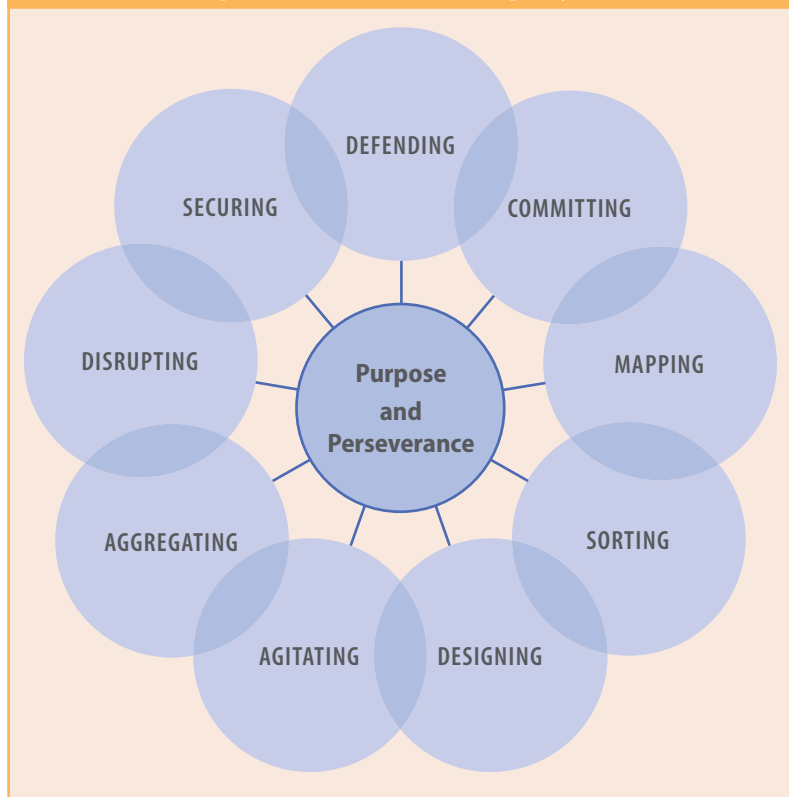 DEFENDING
COMMITTING
MAPPING
SORTING
DESIGNING
AGITATING
AGGREGATING
DISRUPTING
SECURING
Purpose
and
Perseverance